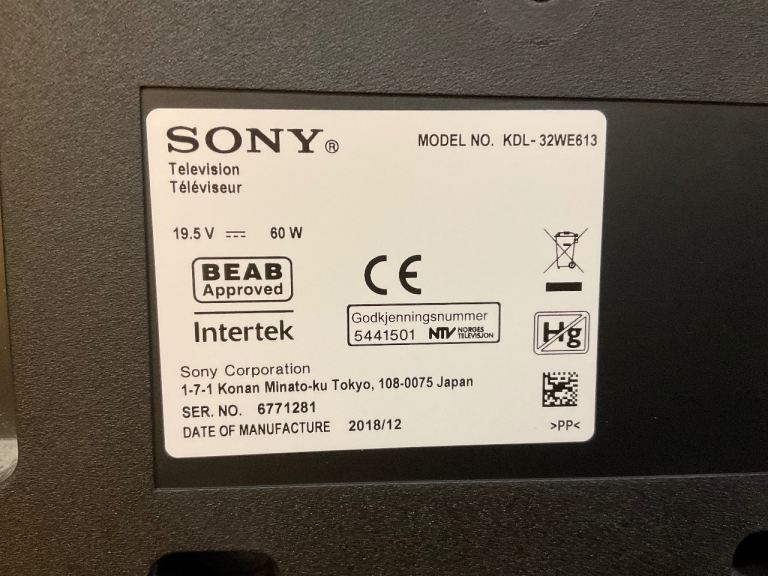 SONY®
MODEL NO. KDL- 32WE613
Television
Téléviseur
19.5 V ⎓ 60 W
BEAB
Approved
CE
Intertek
Godkjenningsnummer
5441501 NTV NORGES
TELEVISJON
Hg
Sony Corporation
1-7-1 Konan Minato-ku Tokyo, 108-0075 Japan
SER. NO. 6771281
DATE OF MANUFACTURE 2018/12
>PP<